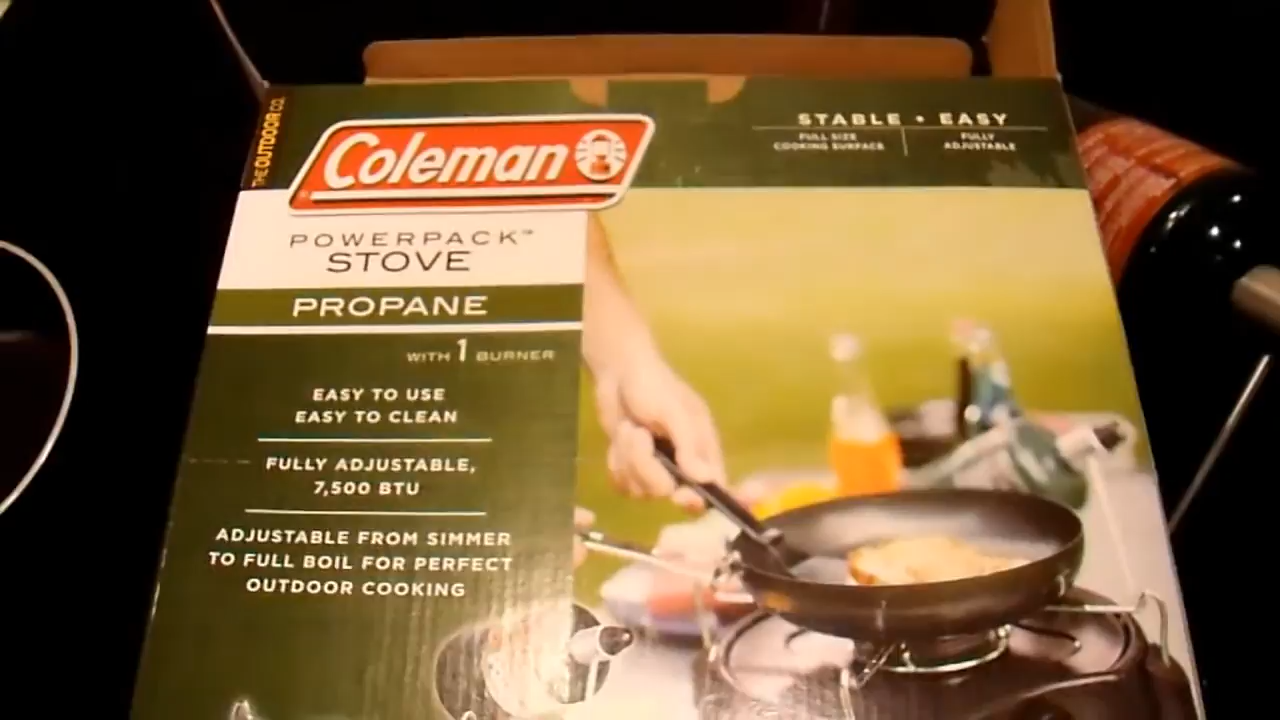 THE OUTDOOR CO.
Coleman
STABLE • EASY
FULL SIZE
COOKING SURFACE
FULLY
ADJUSTABLE
POWERPACK™
STOVE
PROPANE
WITH 1 BURNER
EASY TO USE
EASY TO CLEAN
FULLY ADJUSTABLE,
7,500 BTU
ADJUSTABLE FROM SIMMER
TO FULL BOIL FOR PERFECT
OUTDOOR COOKING